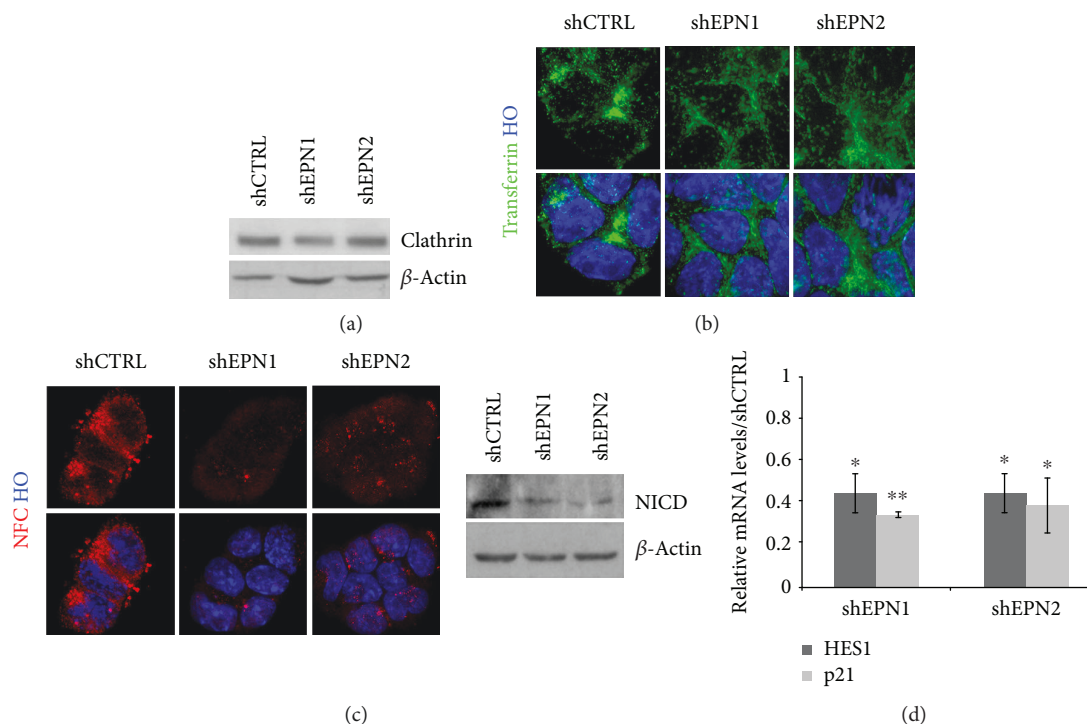 shCTRL
shEPN1
shEPN2
Clathrin
β-Actin
(a)
shCTRL shEPN1 shEPN2
Transferrin HO
(b)
shCTRL shEPN1 shEPN2
NFC HO
shCTRL
shEPN1
shEPN2
NICD
β-Actin
(c)
Relative mRNA levels/shCTRL
1
0.8
0.6
0.4
0.2
0
* ** * *
shEPN1 shEPN2
HES1
p21
(d)